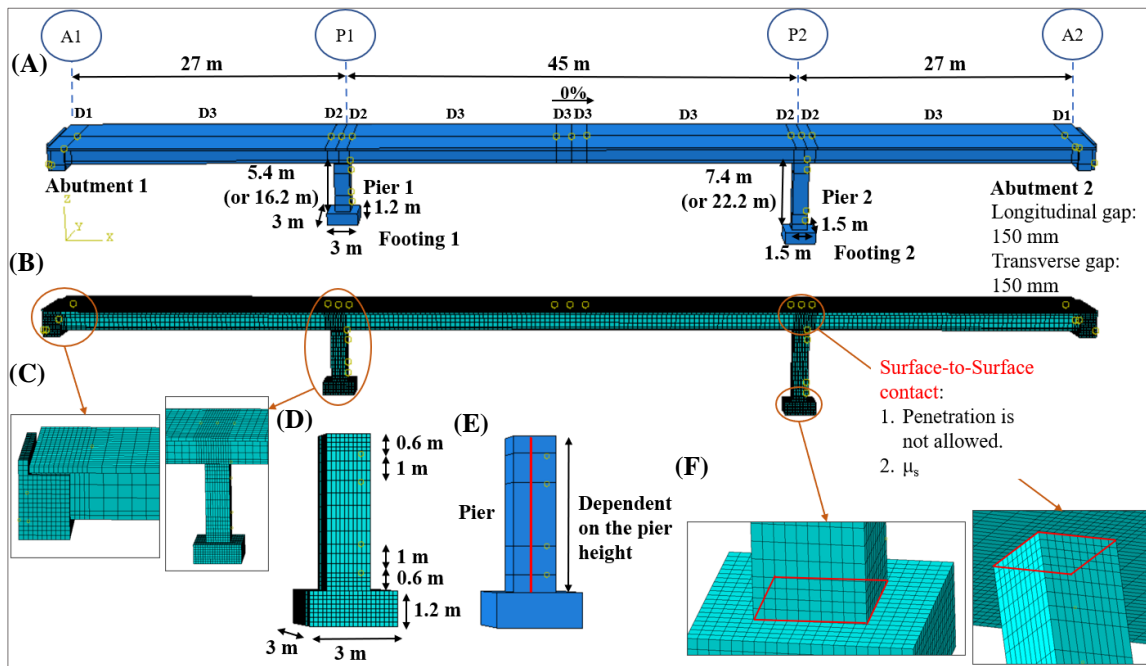 A1
P1
P2
A2
(A)
27 m
45 m
27 m
0%
D1
D3
D2
D2
D3
D3
D3
D3
D2
D2
D3
D1
Abutment 1
5.4 m
(or 16.2 m)
Pier 1
1.2 m
3 m
3 m
Footing 1
7.4 m
(or 22.2 m)
Pier 2
1.5 m
1.5 m
Footing 2
Abutment 2
Longitudinal gap:
150 mm
Transverse gap:
150 mm
Z
Y
X
(B)
Surface-to-Surface
contact:
1. Penetration is
not allowed.
2. μs
(C)
(D)
0.6 m
1 m
1 m
0.6 m
1.2 m
3 m
3 m
(E)
Pier
Dependent
on the pier
height
(F)